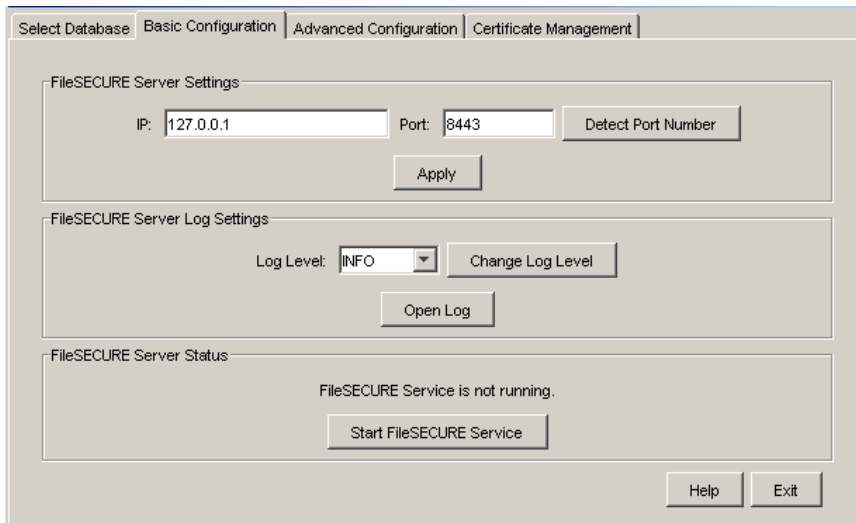 Select Database Basic Configuration Advanced Configuration Certificate Management
FileSECURE Server Settings
IP: 127.0.0.1 Port: 8443 Detect Port Number
Apply
FileSECURE Server Log Settings
Log Level: INFO Change Log Level
Open Log
FileSECURE Server Status
FileSECURE Service is not running.
Start FileSECURE Service
Help Exit